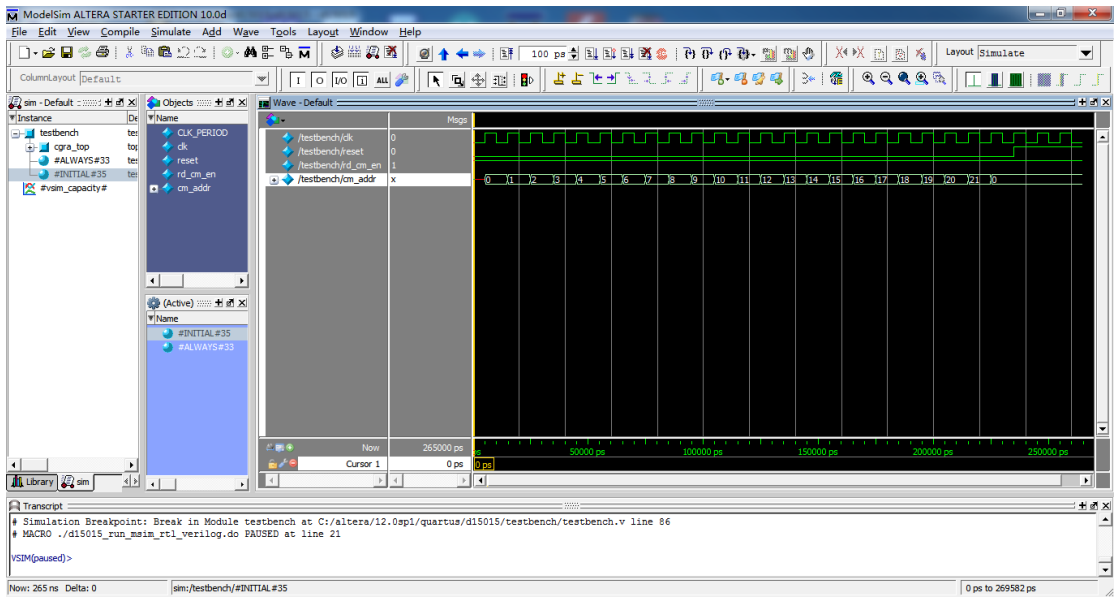 ModelSim ALTERA STARTER EDITION 10.0d
File Edit View Compile Simulate Add Wave Tools Layout Window Help
100 ps
Layout Simulate
ColumnLayout Default
I O I/O ALL
sim - Default
Instance De
testbench tes
cgra_top top
#ALWAYS#33 tes
#INITIAL#35 tes
#vsim_capacity#
Library sim
Objects
Name
CLK_PERIOD
clk
reset
rd_cm_en
cm_addr
(Active)
Name
#INITIAL#35
#ALWAYS#33
Wave - Default
Msgs
/testbench/clk 0
/testbench/reset 0
/testbench/rd_cm_en 1
/testbench/cm_addr x
0 1 2 3 4 5 6 7 8 9 10 11 12 13 14 15 16 17 18 19 20 21 0
Now 265000 ps
ps 50000 ps 100000 ps 150000 ps 200000 ps 250000 ps
Cursor 1 0 ps 0 ps
Transcript
# Simulation Breakpoint: Break in Module testbench at C:/altera/12.0sp1/quartus/d15015/testbench/testbench.v line 86
# MACRO ./d15015_run_msim_rtl_verilog.do PAUSED at line 21
VSIM(paused)>
Now: 265 ns Delta: 0 sim:/testbench/#INITIAL#35 0 ps to 269582 ps